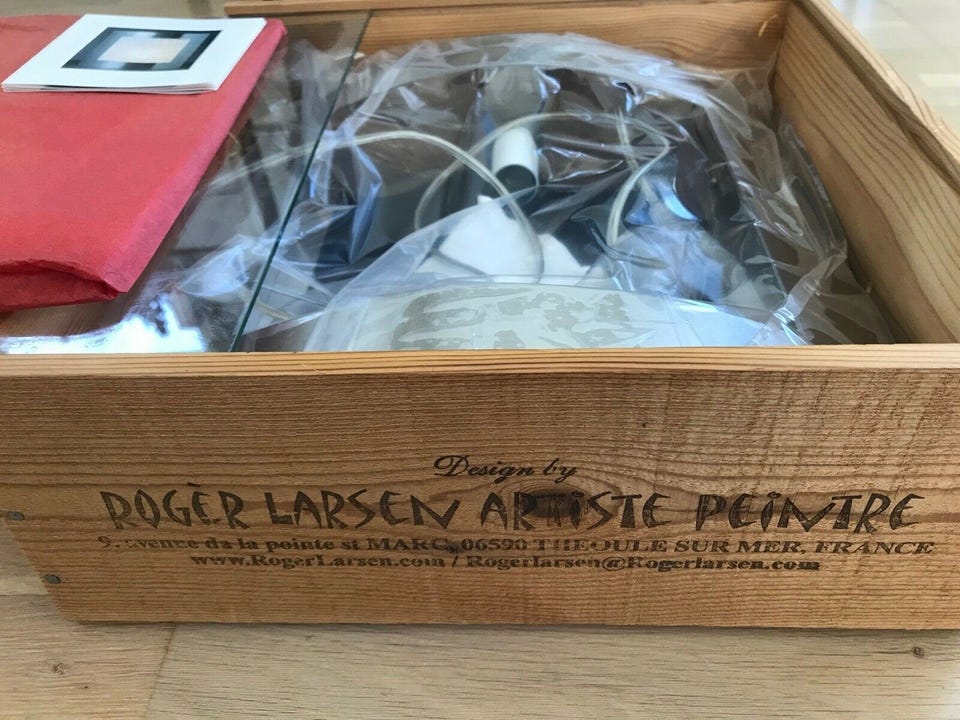 Design by
ROGÈR LARSEN ARTISTE PEINTRE
9. avenue da la pointe st MARC, 06590 THEOULE SUR MER, FRANCE
www.RogerLarsen.com / Rogerlarsen@Rogerlarsen.com